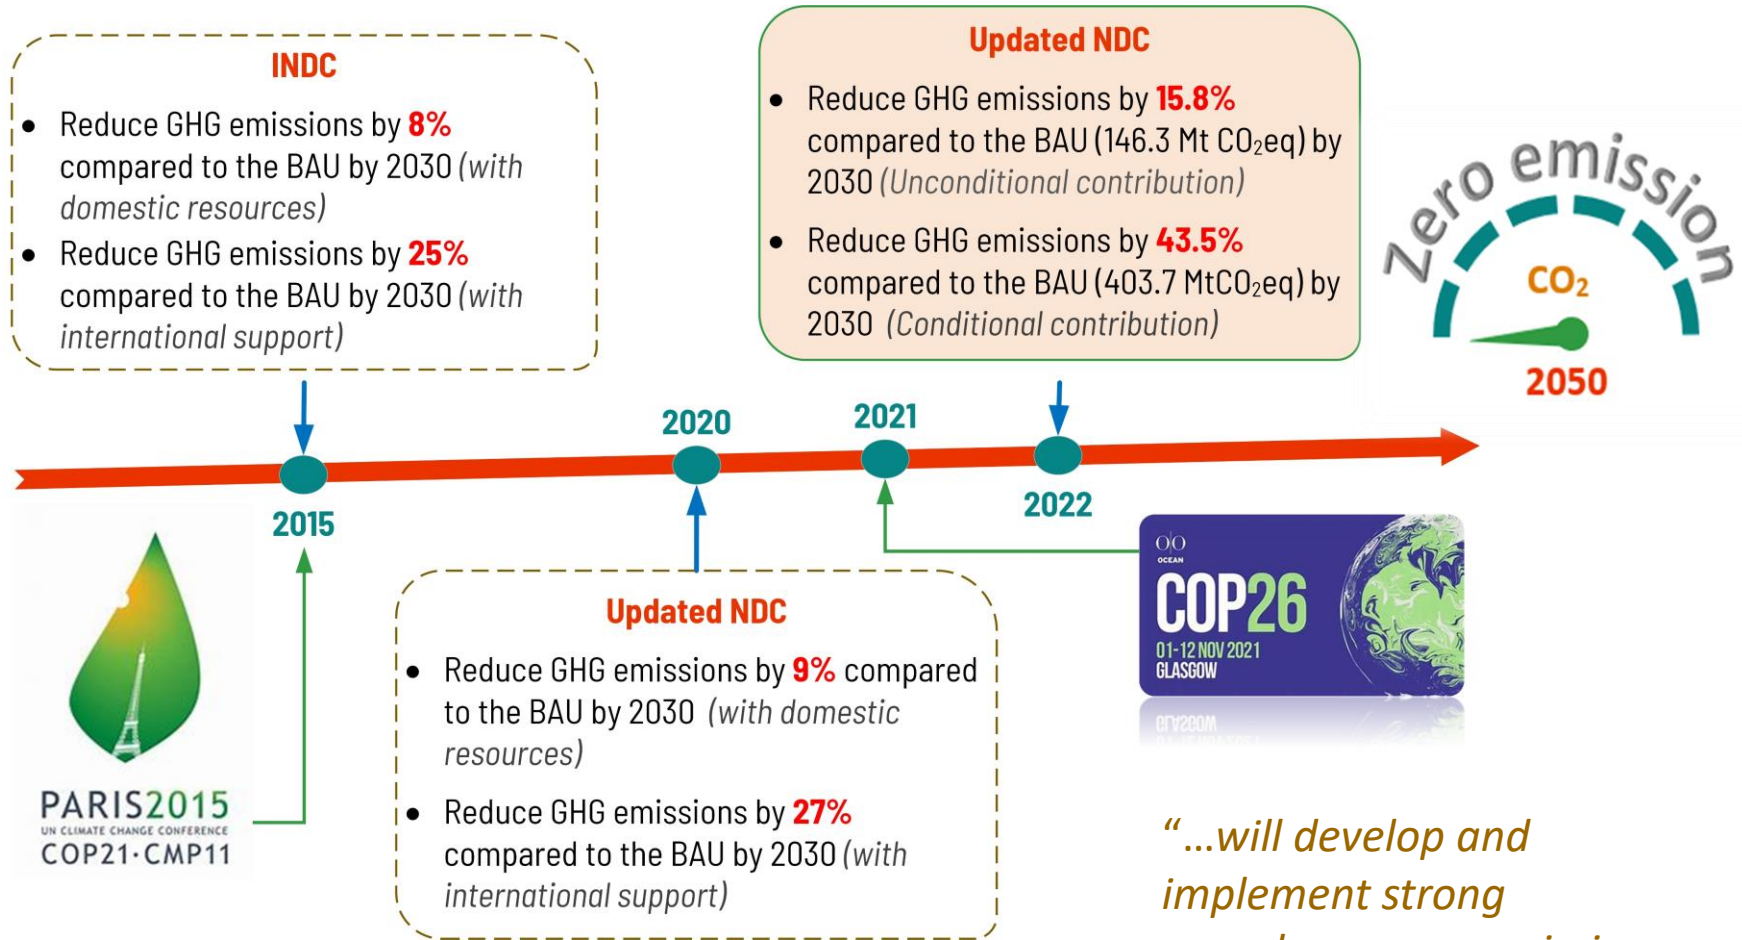 INDC
• Reduce GHG emissions by 8%
compared to the BAU by 2030 (with
domestic resources)
• Reduce GHG emissions by 25%
compared to the BAU by 2030 (with
international support)
Updated NDC
• Reduce GHG emissions by 15.8%
compared to the BAU (146.3 Mt CO₂eq) by
2030 (Unconditional contribution)
• Reduce GHG emissions by 43.5%
compared to the BAU (403.7 MtCO₂eq) by
2030 (Conditional contribution)
Zero emission
CO₂
2050
2020
2021
2015
2022
PARIS2015
UN CLIMATE CHANGE CONFERENCE
COP21·CMP11
Updated NDC
• Reduce GHG emissions by 9% compared
to the BAU by 2030 (with domestic
resources)
• Reduce GHG emissions by 27%
compared to the BAU by 2030 (with
international support)
OCEAN
COP26
01-12 NOV 2021
GLASGOW
“…will develop and
implement strong